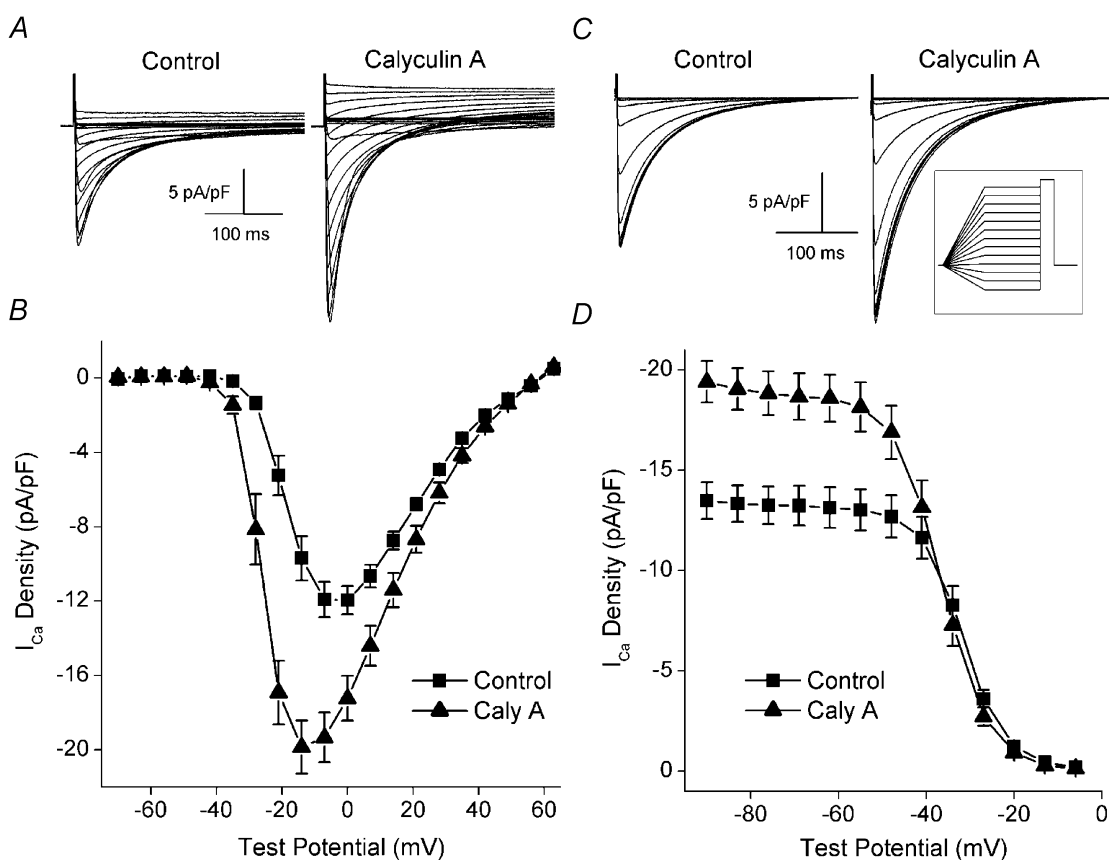 A
Control
Calyculin A
5 pA/pF
100 ms
C
Control
Calyculin A
5 pA/pF
100 ms
B
0
-4
-8
-12
-16
-20
I_Ca Density (pA/pF)
Control
Caly A
-60 -40 -20 0 20 40 60
Test Potential (mV)
D
-20
-15
-10
-5
0
I_Ca Density (pA/pF)
Control
Caly A
-80 -60 -40 -20 0
Test Potential (mV)